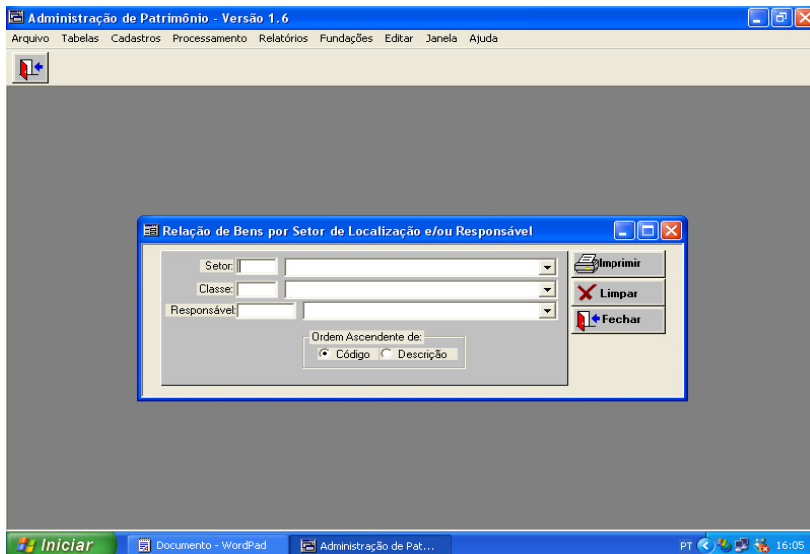 Administração de Patrimônio - Versão 1.6
Arquivo Tabelas Cadastros Processamento Relatórios Fundações Editar Janela Ajuda
Relação de Bens por Setor de Localização e/ou Responsável
Setor:
Imprimir
Classe:
Limpar
Responsável:
Fechar
Ordem Ascendente de:
Código Descrição
Iniciar Documento - WordPad Administração de Pat... PT 16:05